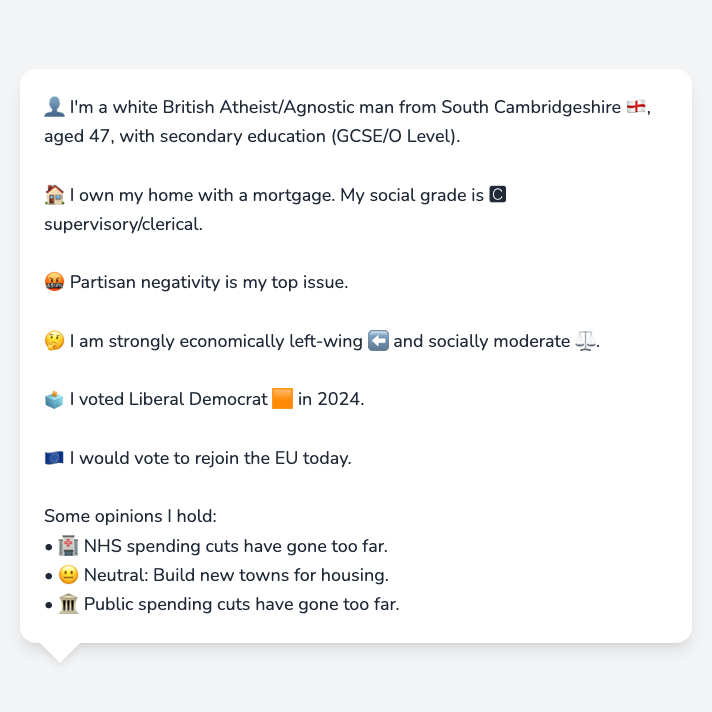 👤 I'm a white British Atheist/Agnostic man from South Cambridgeshire 🏴󠁧󠁢󠁥󠁮󠁧󠁿,
aged 47, with secondary education (GCSE/O Level).
🏠 I own my home with a mortgage. My social grade is 🅲
supervisory/clerical.
🤬 Partisan negativity is my top issue.
🤔 I am strongly economically left-wing ⬅️ and socially moderate ⚖️.
🗳️ I voted Liberal Democrat 🟧 in 2024.
🇪🇺 I would vote to rejoin the EU today.
Some opinions I hold:
• 🏥 NHS spending cuts have gone too far.
• 😐 Neutral: Build new towns for housing.
• 🏛️ Public spending cuts have gone too far.